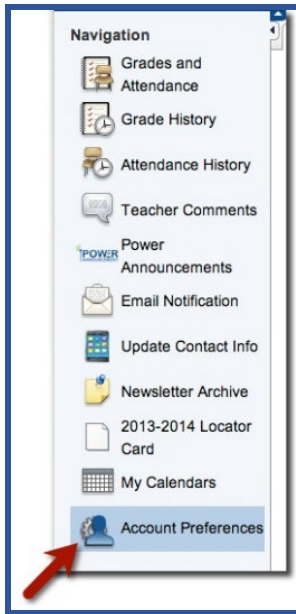 Navigation
Grades and
Attendance
Grade History
Attendance History
Teacher Comments
POWER
Power
Announcements
Email Notification
Update Contact Info
Newsletter Archive
2013-2014 Locator
Card
My Calendars
Account Preferences